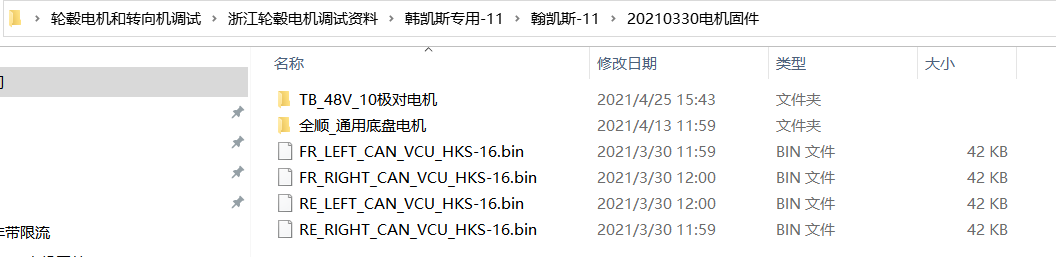 轮毂电机和转向机调试 › 浙江轮毂电机调试资料 › 韩凯斯专用-11 › 翰凯斯-11 › 20210330电机固件
名称 修改日期 类型 大小
TB_48V_10极对电机 2021/4/25 15:43 文件夹
全顺_通用底盘电机 2021/4/13 11:59 文件夹
FR_LEFT_CAN_VCU_HKS-16.bin 2021/3/30 11:59 BIN 文件 42 KB
FR_RIGHT_CAN_VCU_HKS-16.bin 2021/3/30 12:00 BIN 文件 42 KB
RE_LEFT_CAN_VCU_HKS-16.bin 2021/3/30 12:00 BIN 文件 42 KB
RE_RIGHT_CAN_VCU_HKS-16.bin 2021/3/30 11:59 BIN 文件 42 KB
带限流